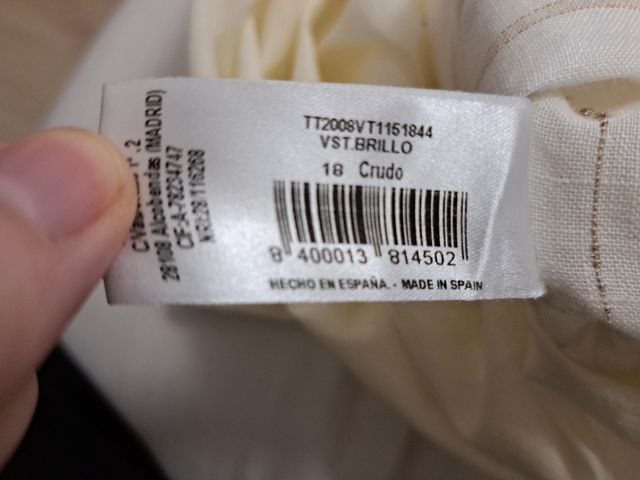 TT2008VT1151844
VST.BRILLO
18 Crudo
8 400013 814502
HECHO EN ESPAÑA.- MADE IN SPAIN
28108 Alcobendas (MADRID)
CIF:A-78234747